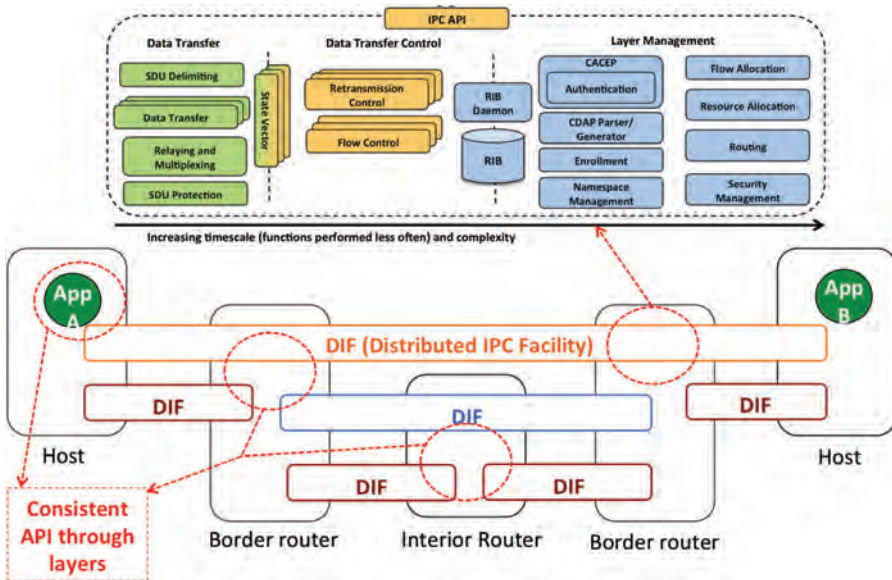 IPC API
Data Transfer
Data Transfer Control
Layer Management
SDU Delimiting
Data Transfer
Relaying and
Multiplexing
SDU Protection
State Vector
Retransmission
Control
Flow Control
RIB
Daemon
RIB
CACEP
Authentication
CDAP Parser/
Generator
Enrollment
Namespace
Management
Flow Allocation
Resource Allocation
Routing
Security
Management
Increasing timescale (functions performed less often) and complexity
App
A
App
B
DIF (Distributed IPC Facility)
DIF
DIF
DIF
DIF
DIF
Host
Host
Consistent
API through
layers
Border router
Interior Router
Border router